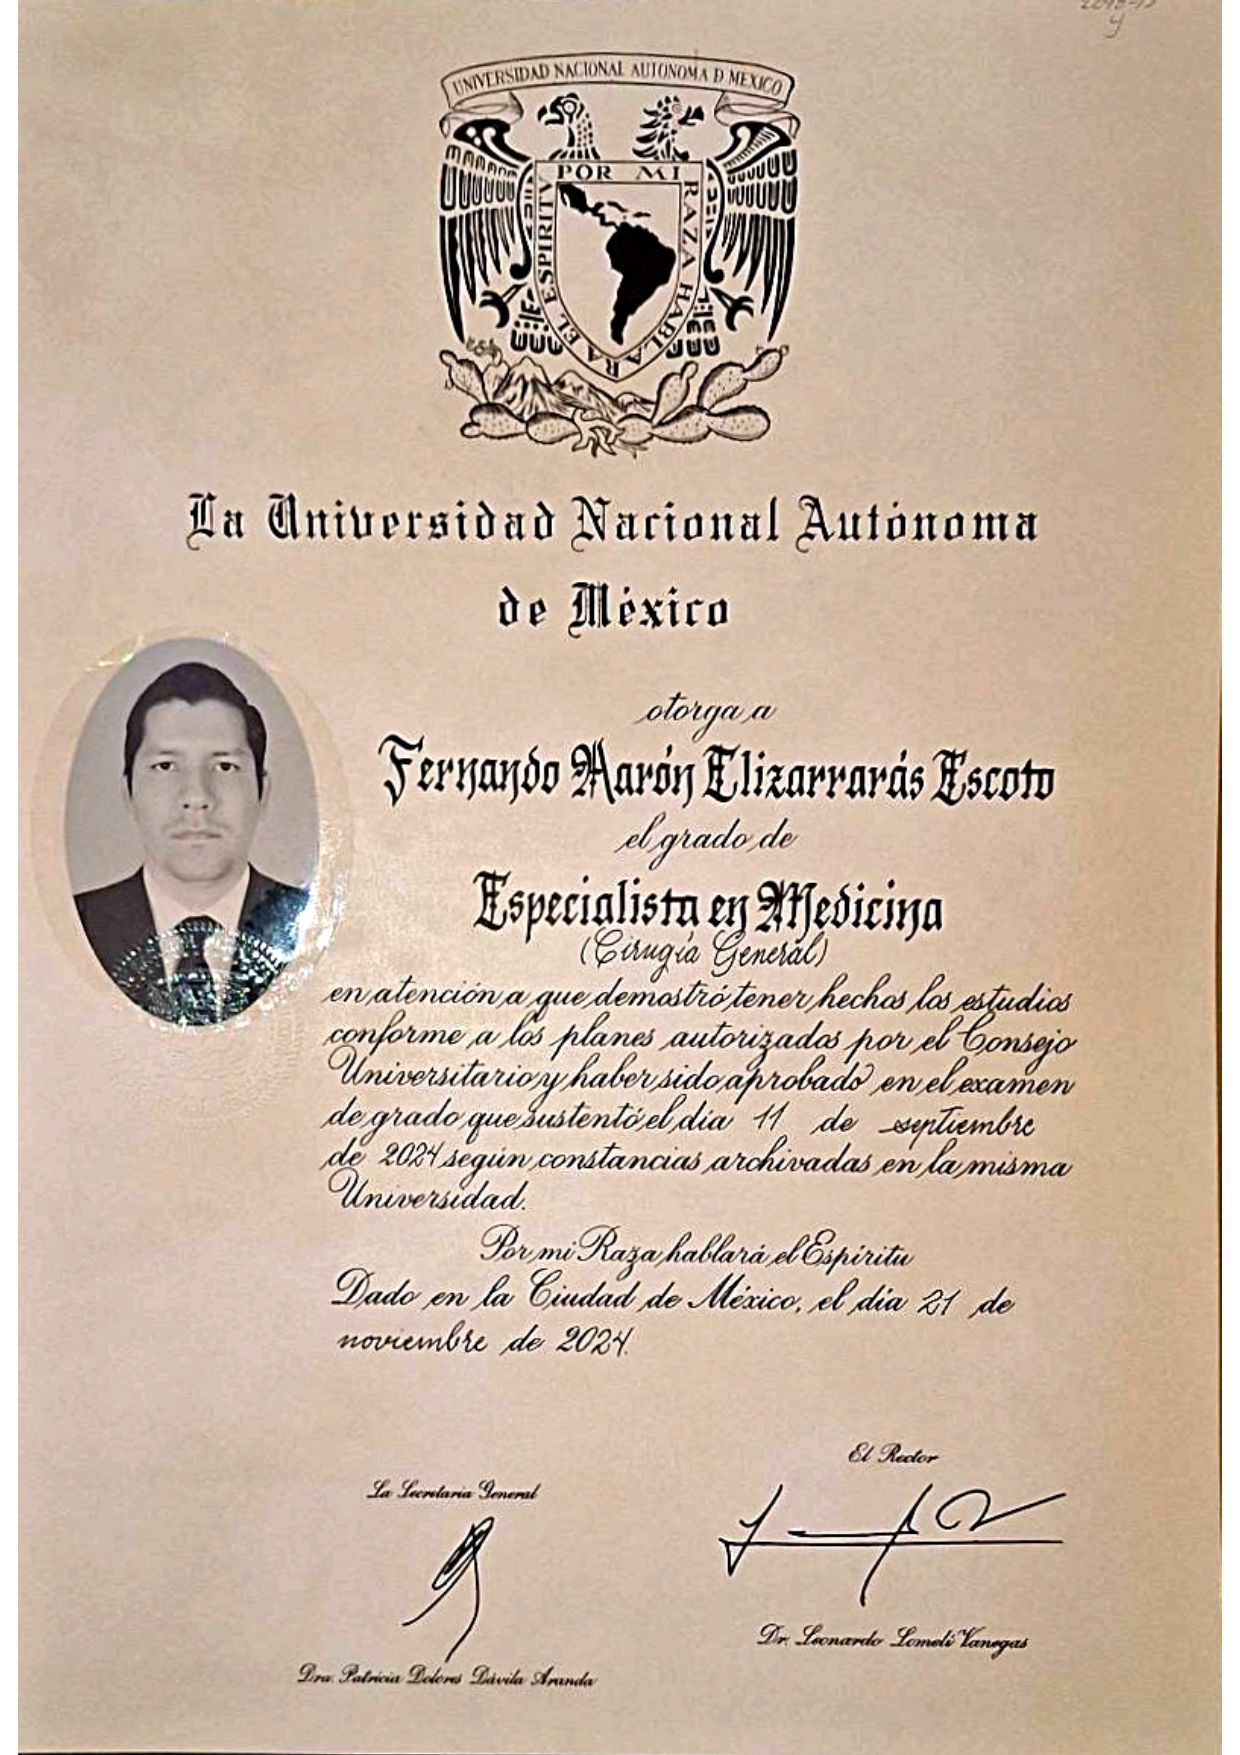 2093-12
y
UNIVERSIDAD NACIONAL AUTONOMA D MEXICO
POR MI RAZA HABLARA EL ESPIRITU
La Universidad Nacional Autónoma
de México
otorga a
Fernando Aarón Elizarrarás Escoto
el grado de
Especialista en Medicina
(Cirugía General)
en atención a que demostró tener hechos los estudios
conforme a los planes autorizados por el Consejo
Universitario y haber sido aprobado en el examen
de grado que sustentó el día 11 de septiembre
de 2024 según constancias archivadas en la misma
Universidad.
Por mi Raza hablará el Espíritu
Dado en la Ciudad de México, el día 21 de
noviembre de 2024.
El Rector
La Secretaria General
Dr. Leonardo Lomelí Vanegas
Dra. Patricia Dolores Dávila Aranda